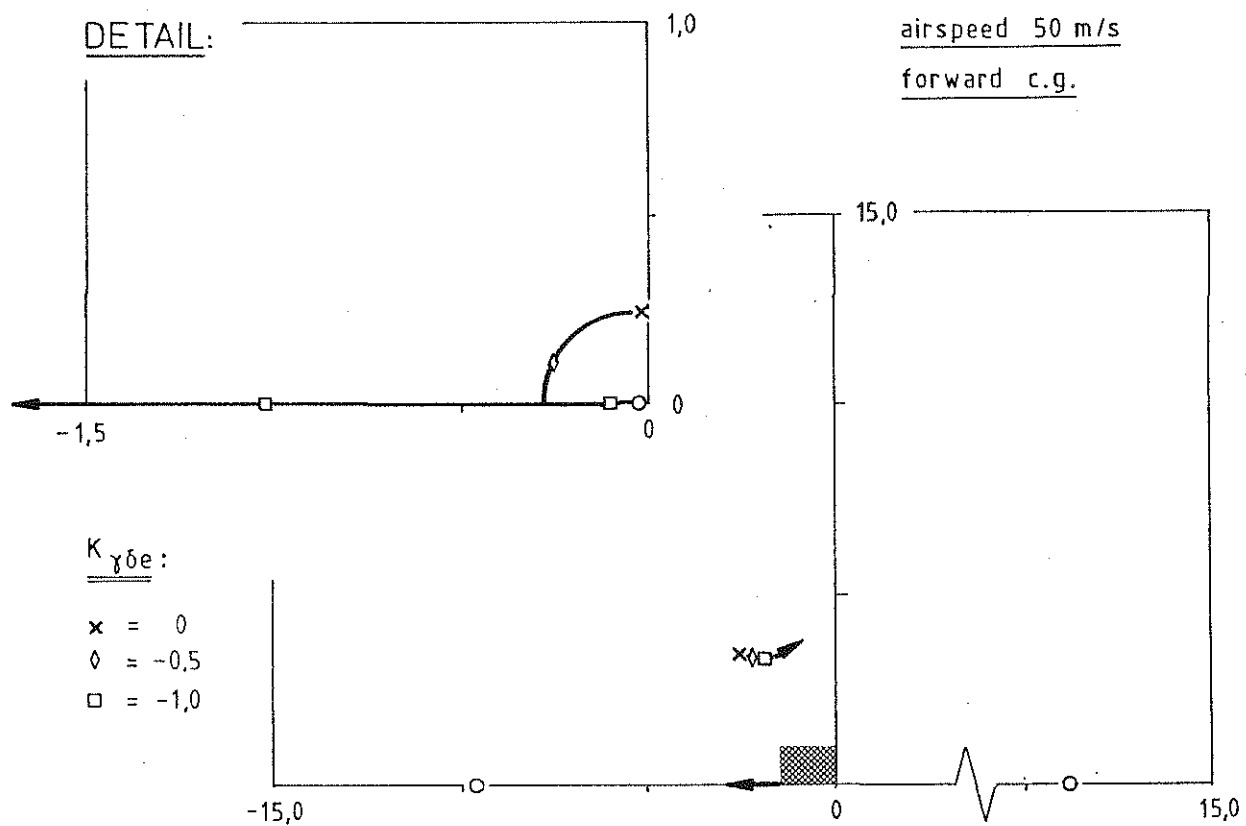 DETAIL:
1,0
airspeed 50 m/s
forward c.g.
15,0
0
-1,5
0
K γδe :
× = 0
◊ = -0,5
□ = -1,0
-15,0
0
15,0